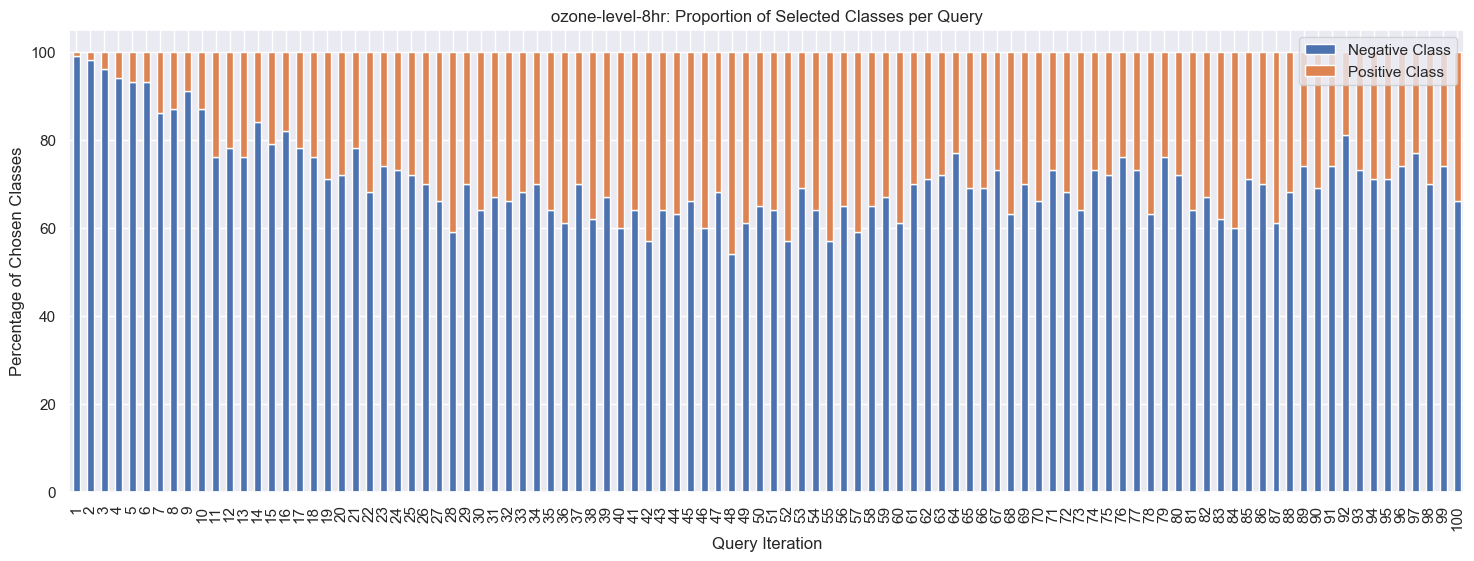 ozone-level-8hr: Proportion of Selected Classes per Query
Negative Class
Positive Class
Percentage of Chosen Classes
100
80
60
40
20
0
1 2 3 4 5 6 7 8 9 10 11 12 13 14 15 16 17 18 19 20 21 22 23 24 25 26 27 28 29 30 31 32 33 34 35 36 37 38 39 40 41 42 43 44 45 46 47 48 49 50 51 52 53 54 55 56 57 58 59 60 61 62 63 64 65 66 67 68 69 70 71 72 73 74 75 76 77 78 79 80 81 82 83 84 85 86 87 88 89 90 91 92 93 94 95 96 97 98 99 100
Query Iteration